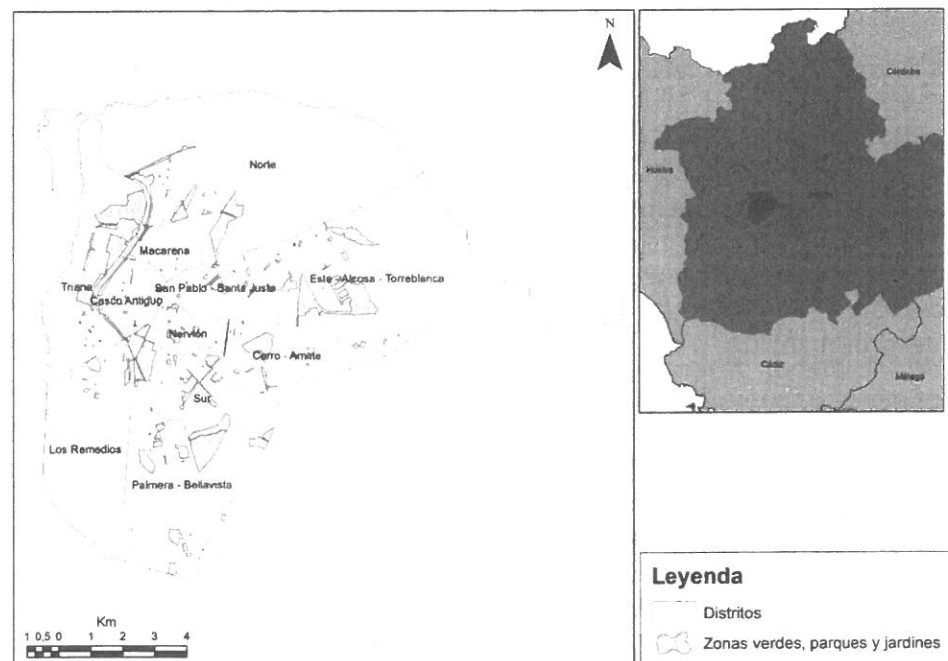 N
Norte
Macarena
Triana
Casco Antiguo
San Pablo - Santa Justa
Este - Alcosa - Torreblanca
Nervión
Cerro - Amate
Sur
Los Remedios
Palmera - Bellavista
Km
1 0,5 0 1 2 3 4
Córdoba
Huelva
Cádiz
Málaga
Leyenda
Distritos
Zonas verdes, parques y jardines